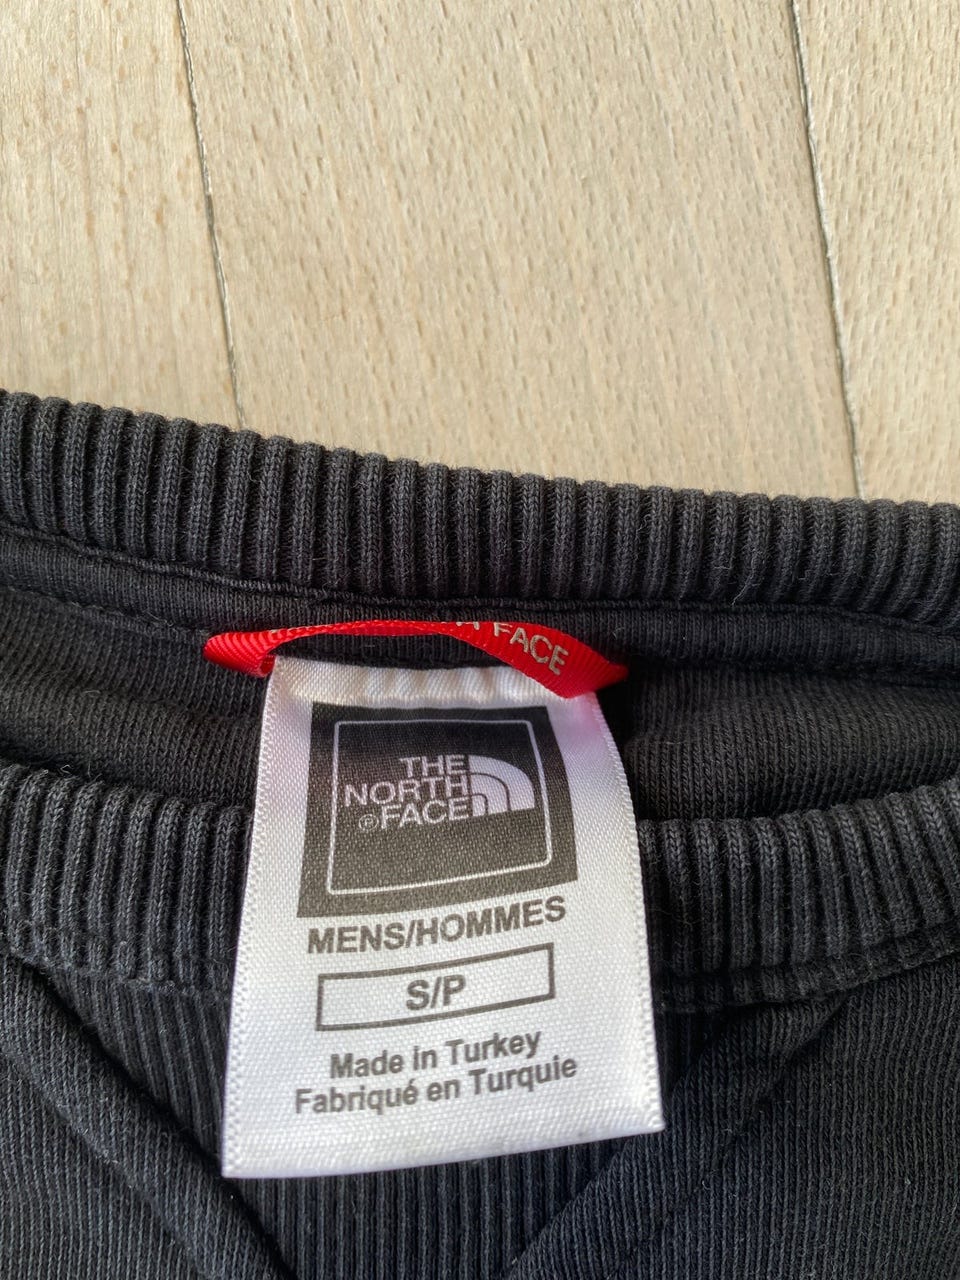 FACE
THE
NORTH
®FACE
MENS/HOMMES
S/P
Made in Turkey
Fabriqué en Turquie